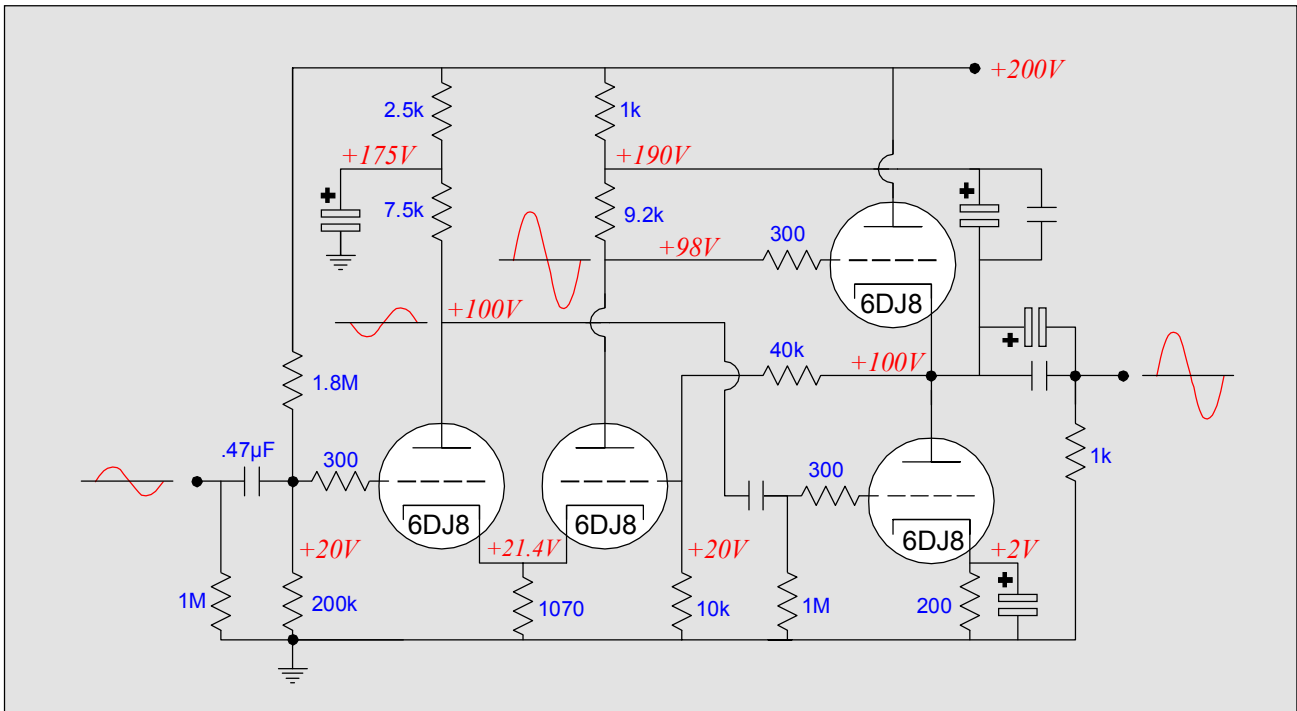 +200V
2.5k
1k
+175V
+190V
7.5k
9.2k
300
+98V
6DJ8
+100V
40k
+100V
1.8M
.47µF
300
300
1k
6DJ8
6DJ8
6DJ8
+20V
+21.4V
+20V
+2V
1M
200k
1070
10k
1M
200